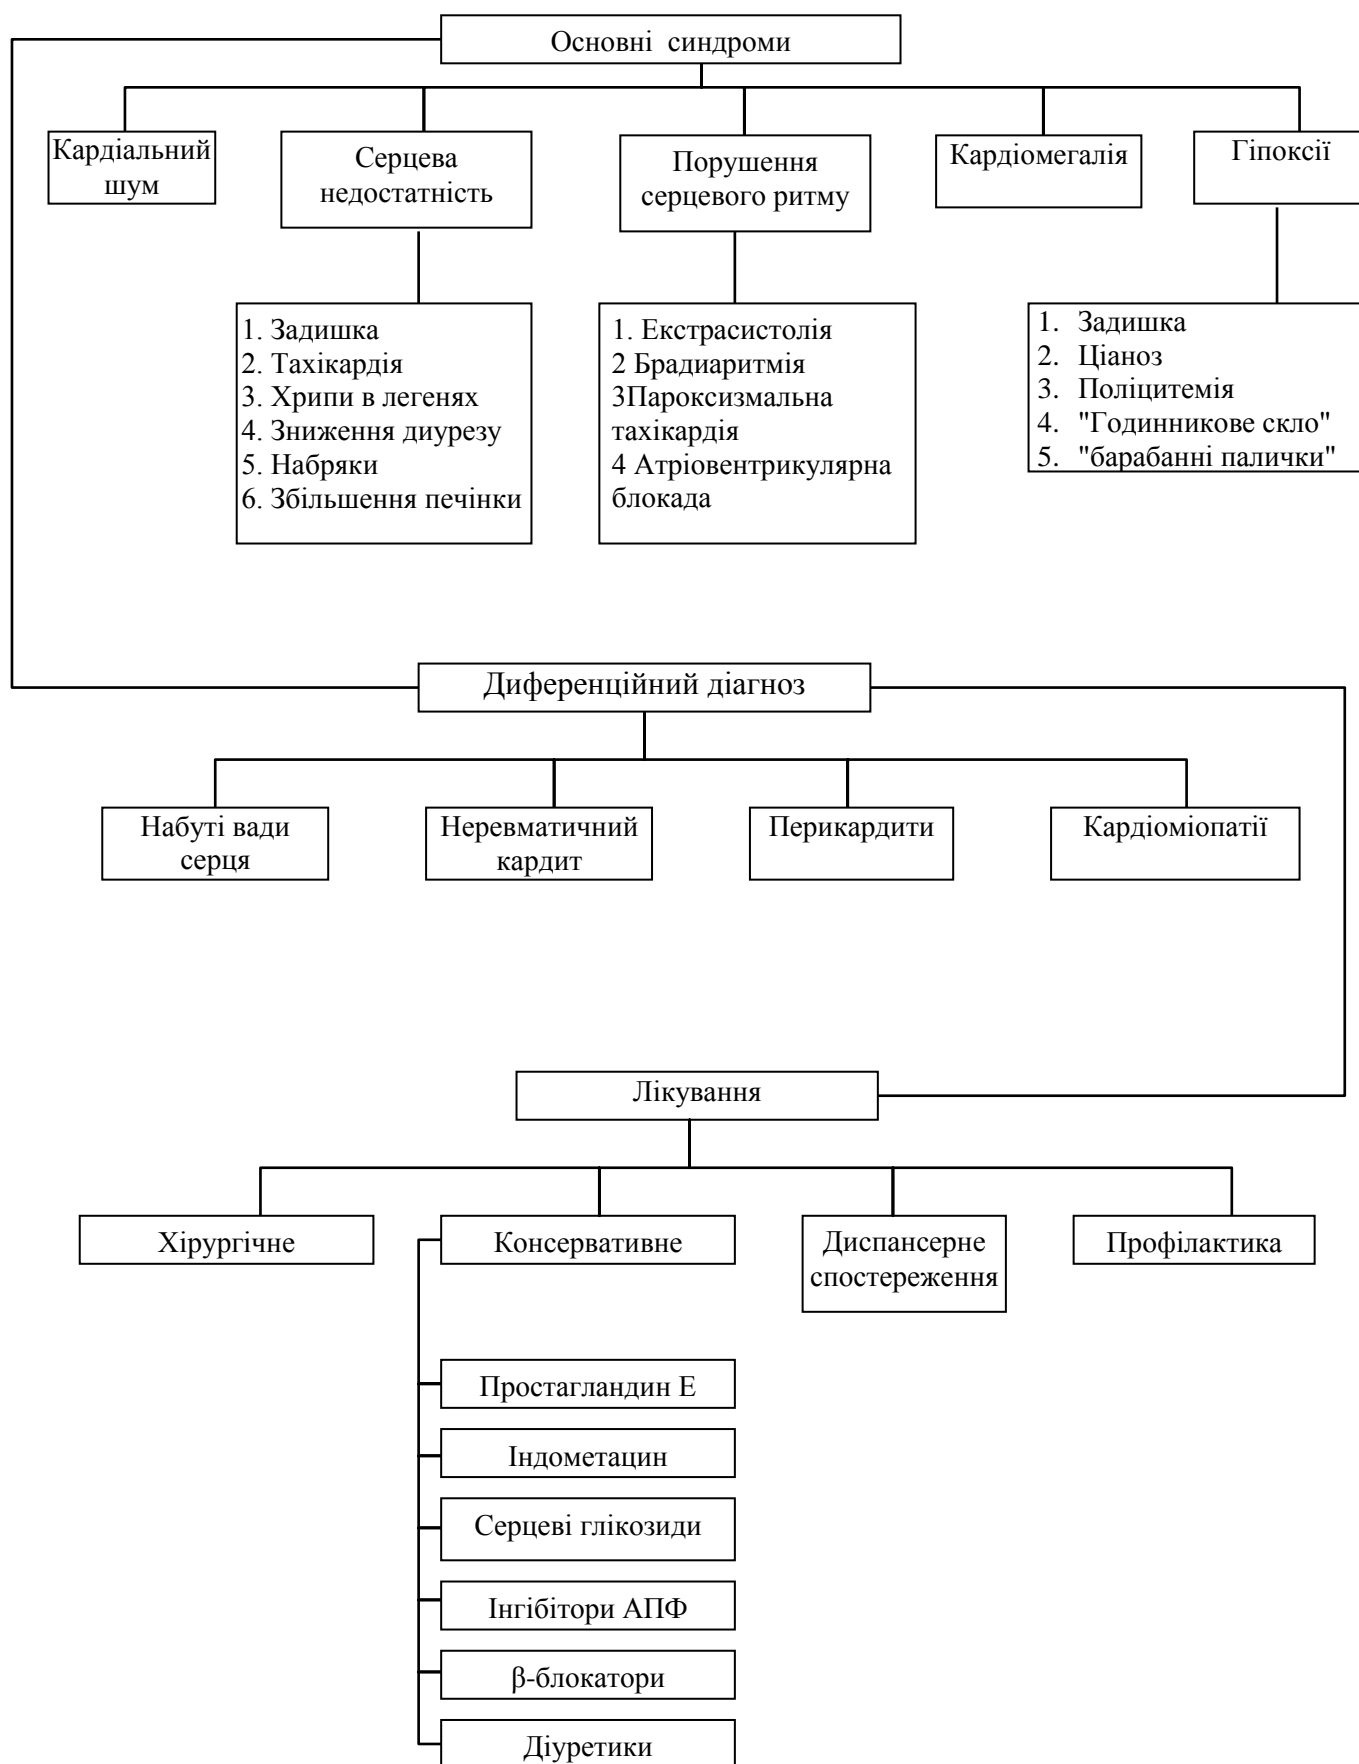 Основні синдроми
Кардіальний
шум
Серцева
недостатність
Порушення
серцевого ритму
Кардіомегалія
Гіпоксії
1. Задишка
2. Тахікардія
3. Хрипи в легенях
4. Зниження диурезу
5. Набряки
6. Збільшення печінки
1. Екстрасистолія
2 Брадиаритмія
3Пароксизмальна
тахікардія
4 Атріовентрикулярна
блокада
1. Задишка
2. Ціаноз
3. Поліцитемія
4. "Годинникове скло"
5. "барабанні палички"
Диференційний діагноз
Набуті вади
серця
Неревматичний
кардит
Перикардити
Кардіоміопатії
Лікування
Хірургічне
Консервативне
Диспансерне
спостереження
Профілактика
Простагландин Е
Індометацин
Серцеві глікозиди
Інгібітори АПФ
β-блокатори
Діуретики